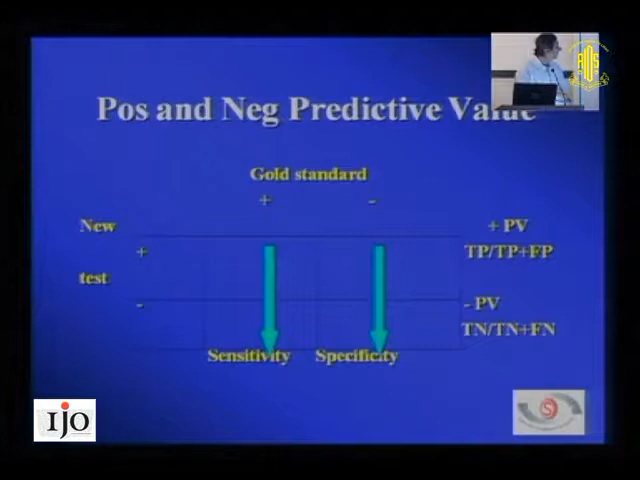 Pos and Neg Predictive Value
Gold standard
+ -
New + PV
+ TP/TP+FP
test
- - PV
TN/TN+FN
Sensitivity Specificity
IJO
AIOS
S